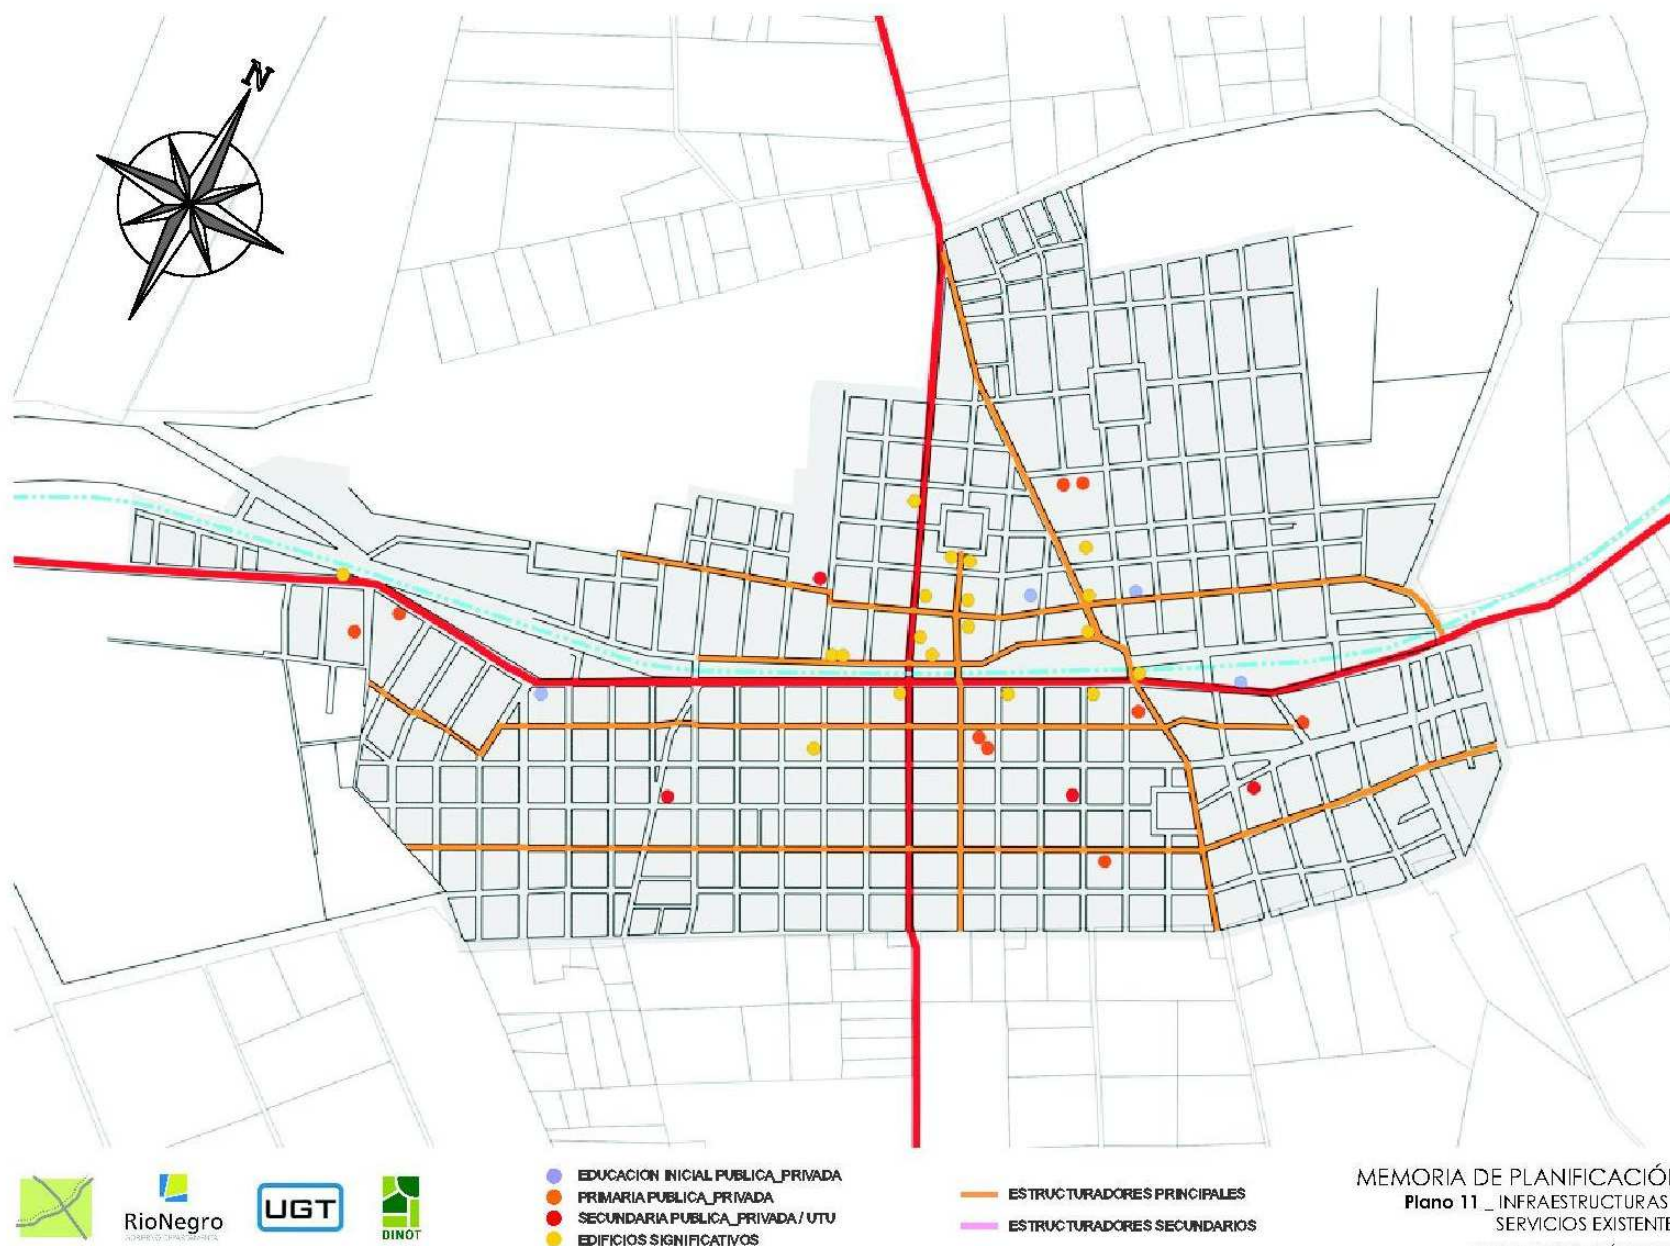 N
RioNegro
UGT
DINOT
EDUCACION INICIAL PUBLICA_PRIVADA
PRIMARIA PUBLICA_PRIVADA
SECUNDARIA PUBLICA_PRIVADA / UTU
EDIFICIOS SIGNIFICATIVOS
ESTRUCTURADORES PRINCIPALES
ESTRUCTURADORES SECUNDARIOS
MEMORIA DE PLANIFICACIÓN
Plano 11 _ INFRAESTRUCTURAS
SERVICIOS EXISTENTE